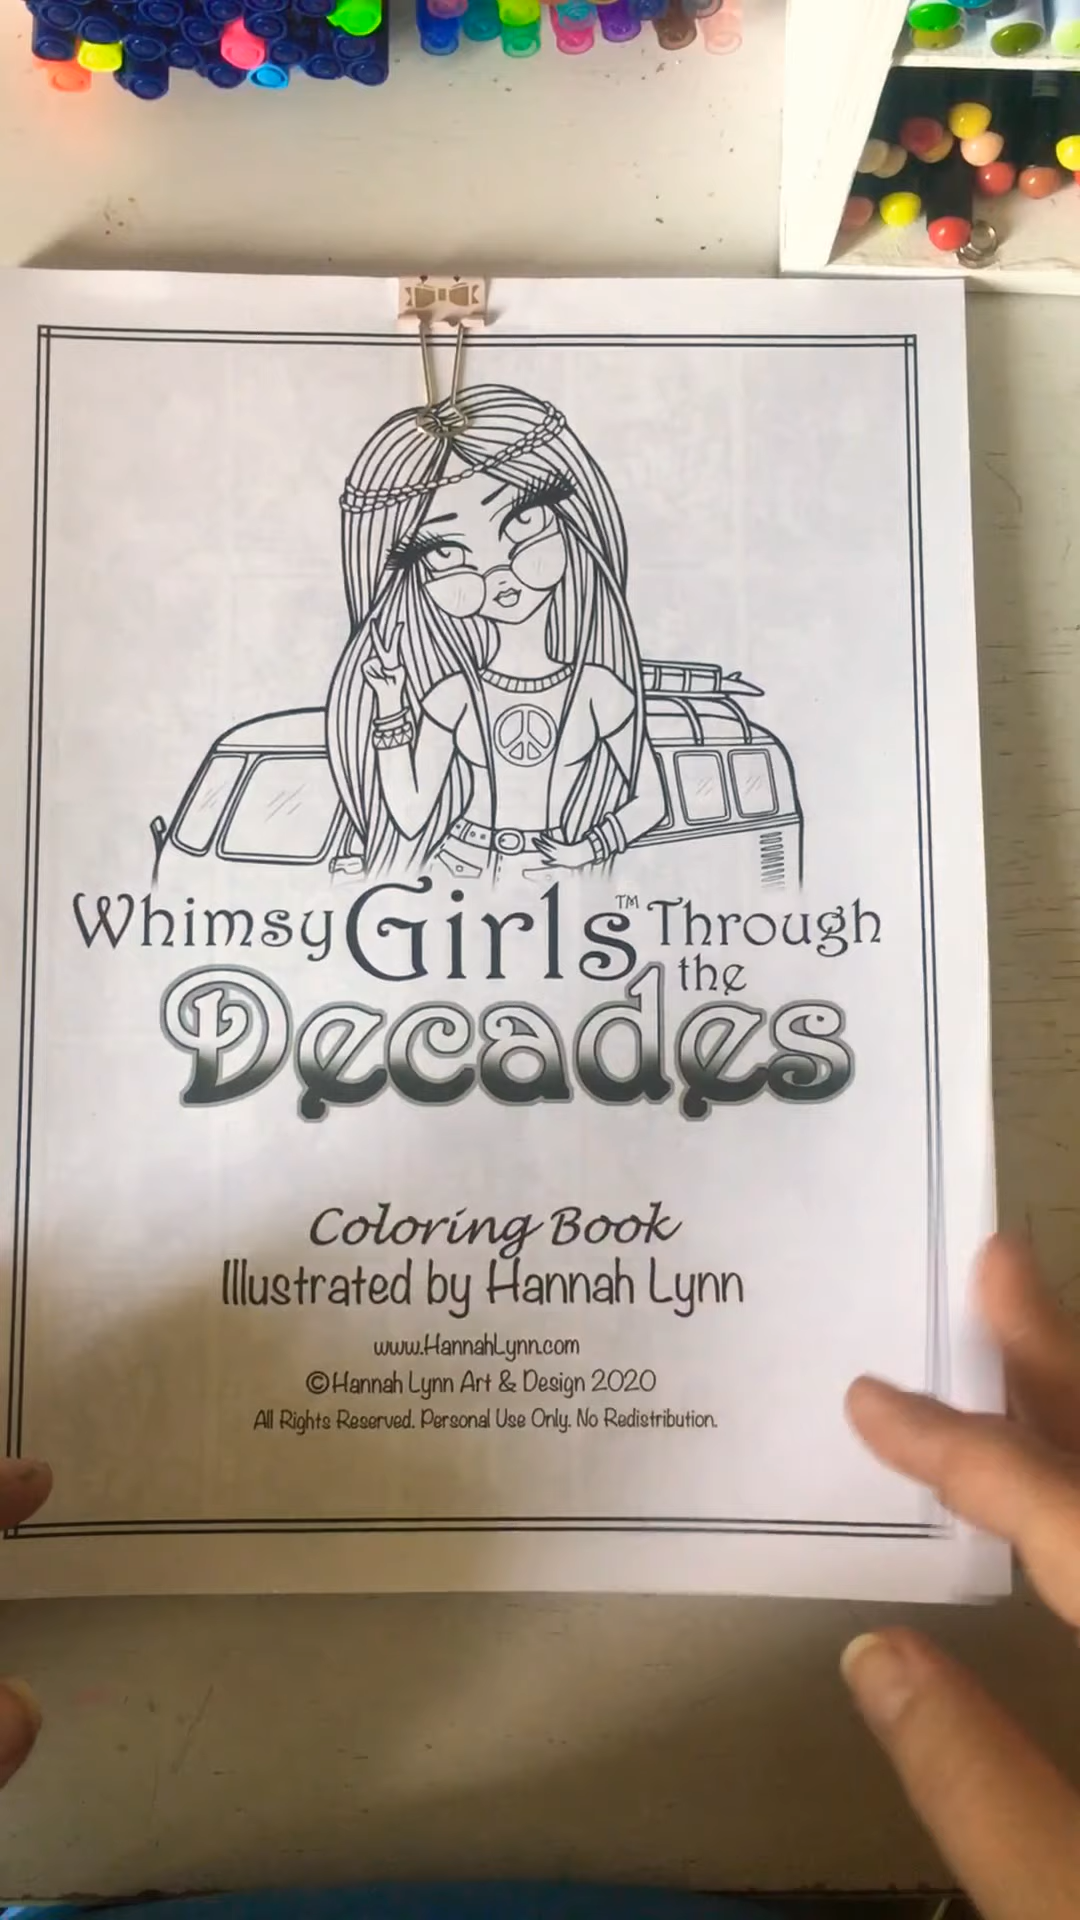 Whimsy Girls™ Through
the
Decades
Coloring Book
Illustrated by Hannah Lynn
www.HannahLynn.com
©Hannah Lynn Art & Design 2020
All Rights Reserved. Personal Use Only. No Redistribution.